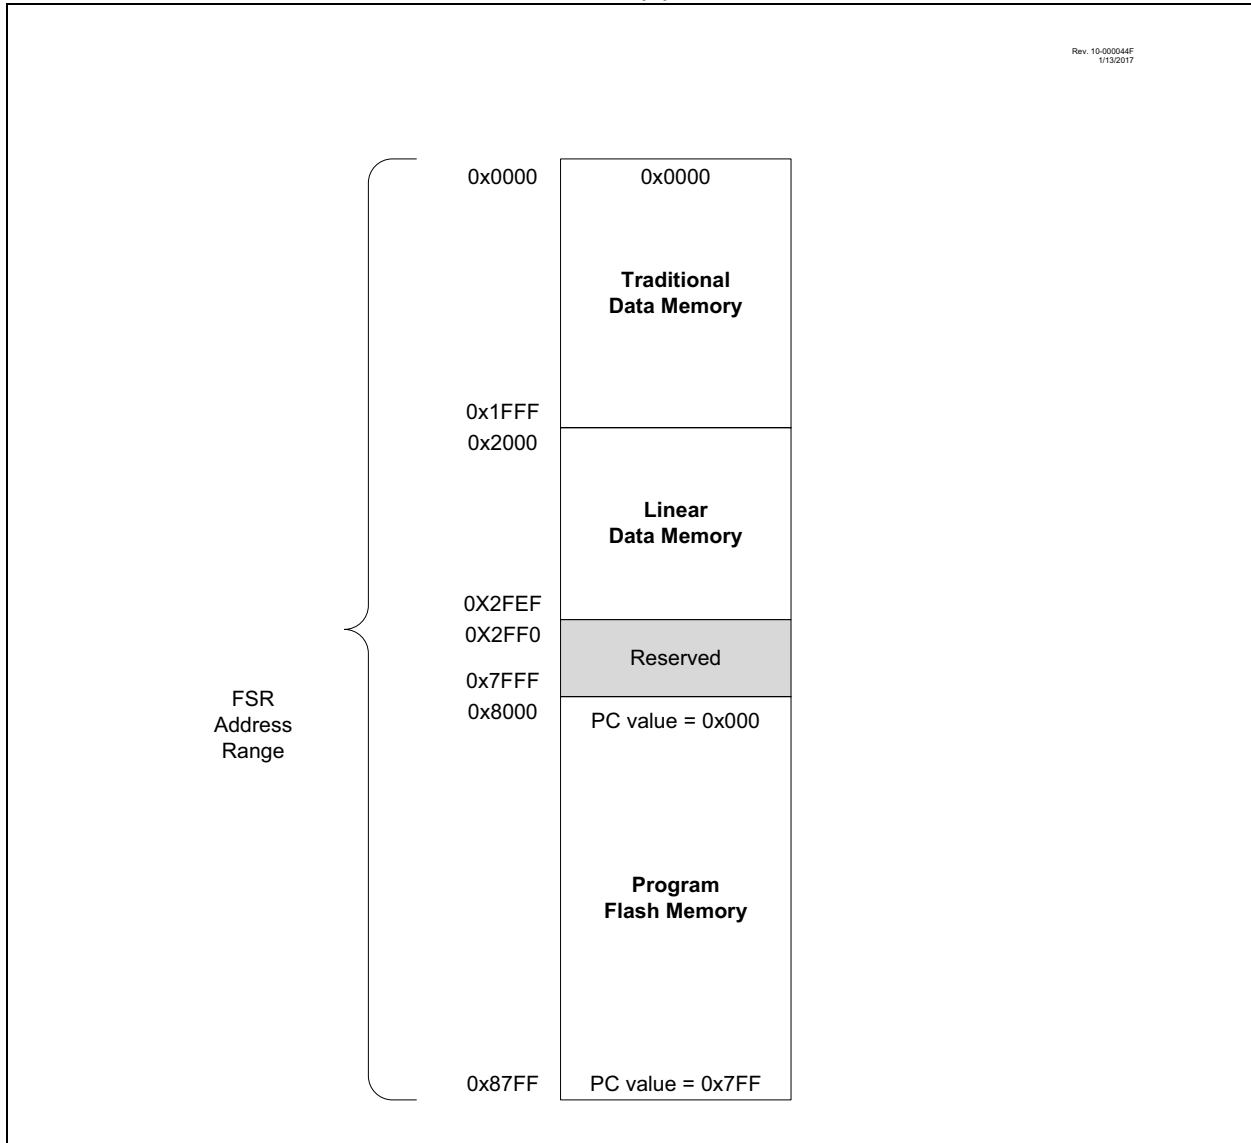 Rev. 10-000044F
1/13/2017
0x0000
0x0000
Traditional
Data Memory
0x1FFF
0x2000
Linear
Data Memory
0X2FEF
0X2FF0
Reserved
0x7FFF
0x8000
PC value = 0x000
FSR
Address
Range
Program
Flash Memory
0x87FF
PC value = 0x7FF